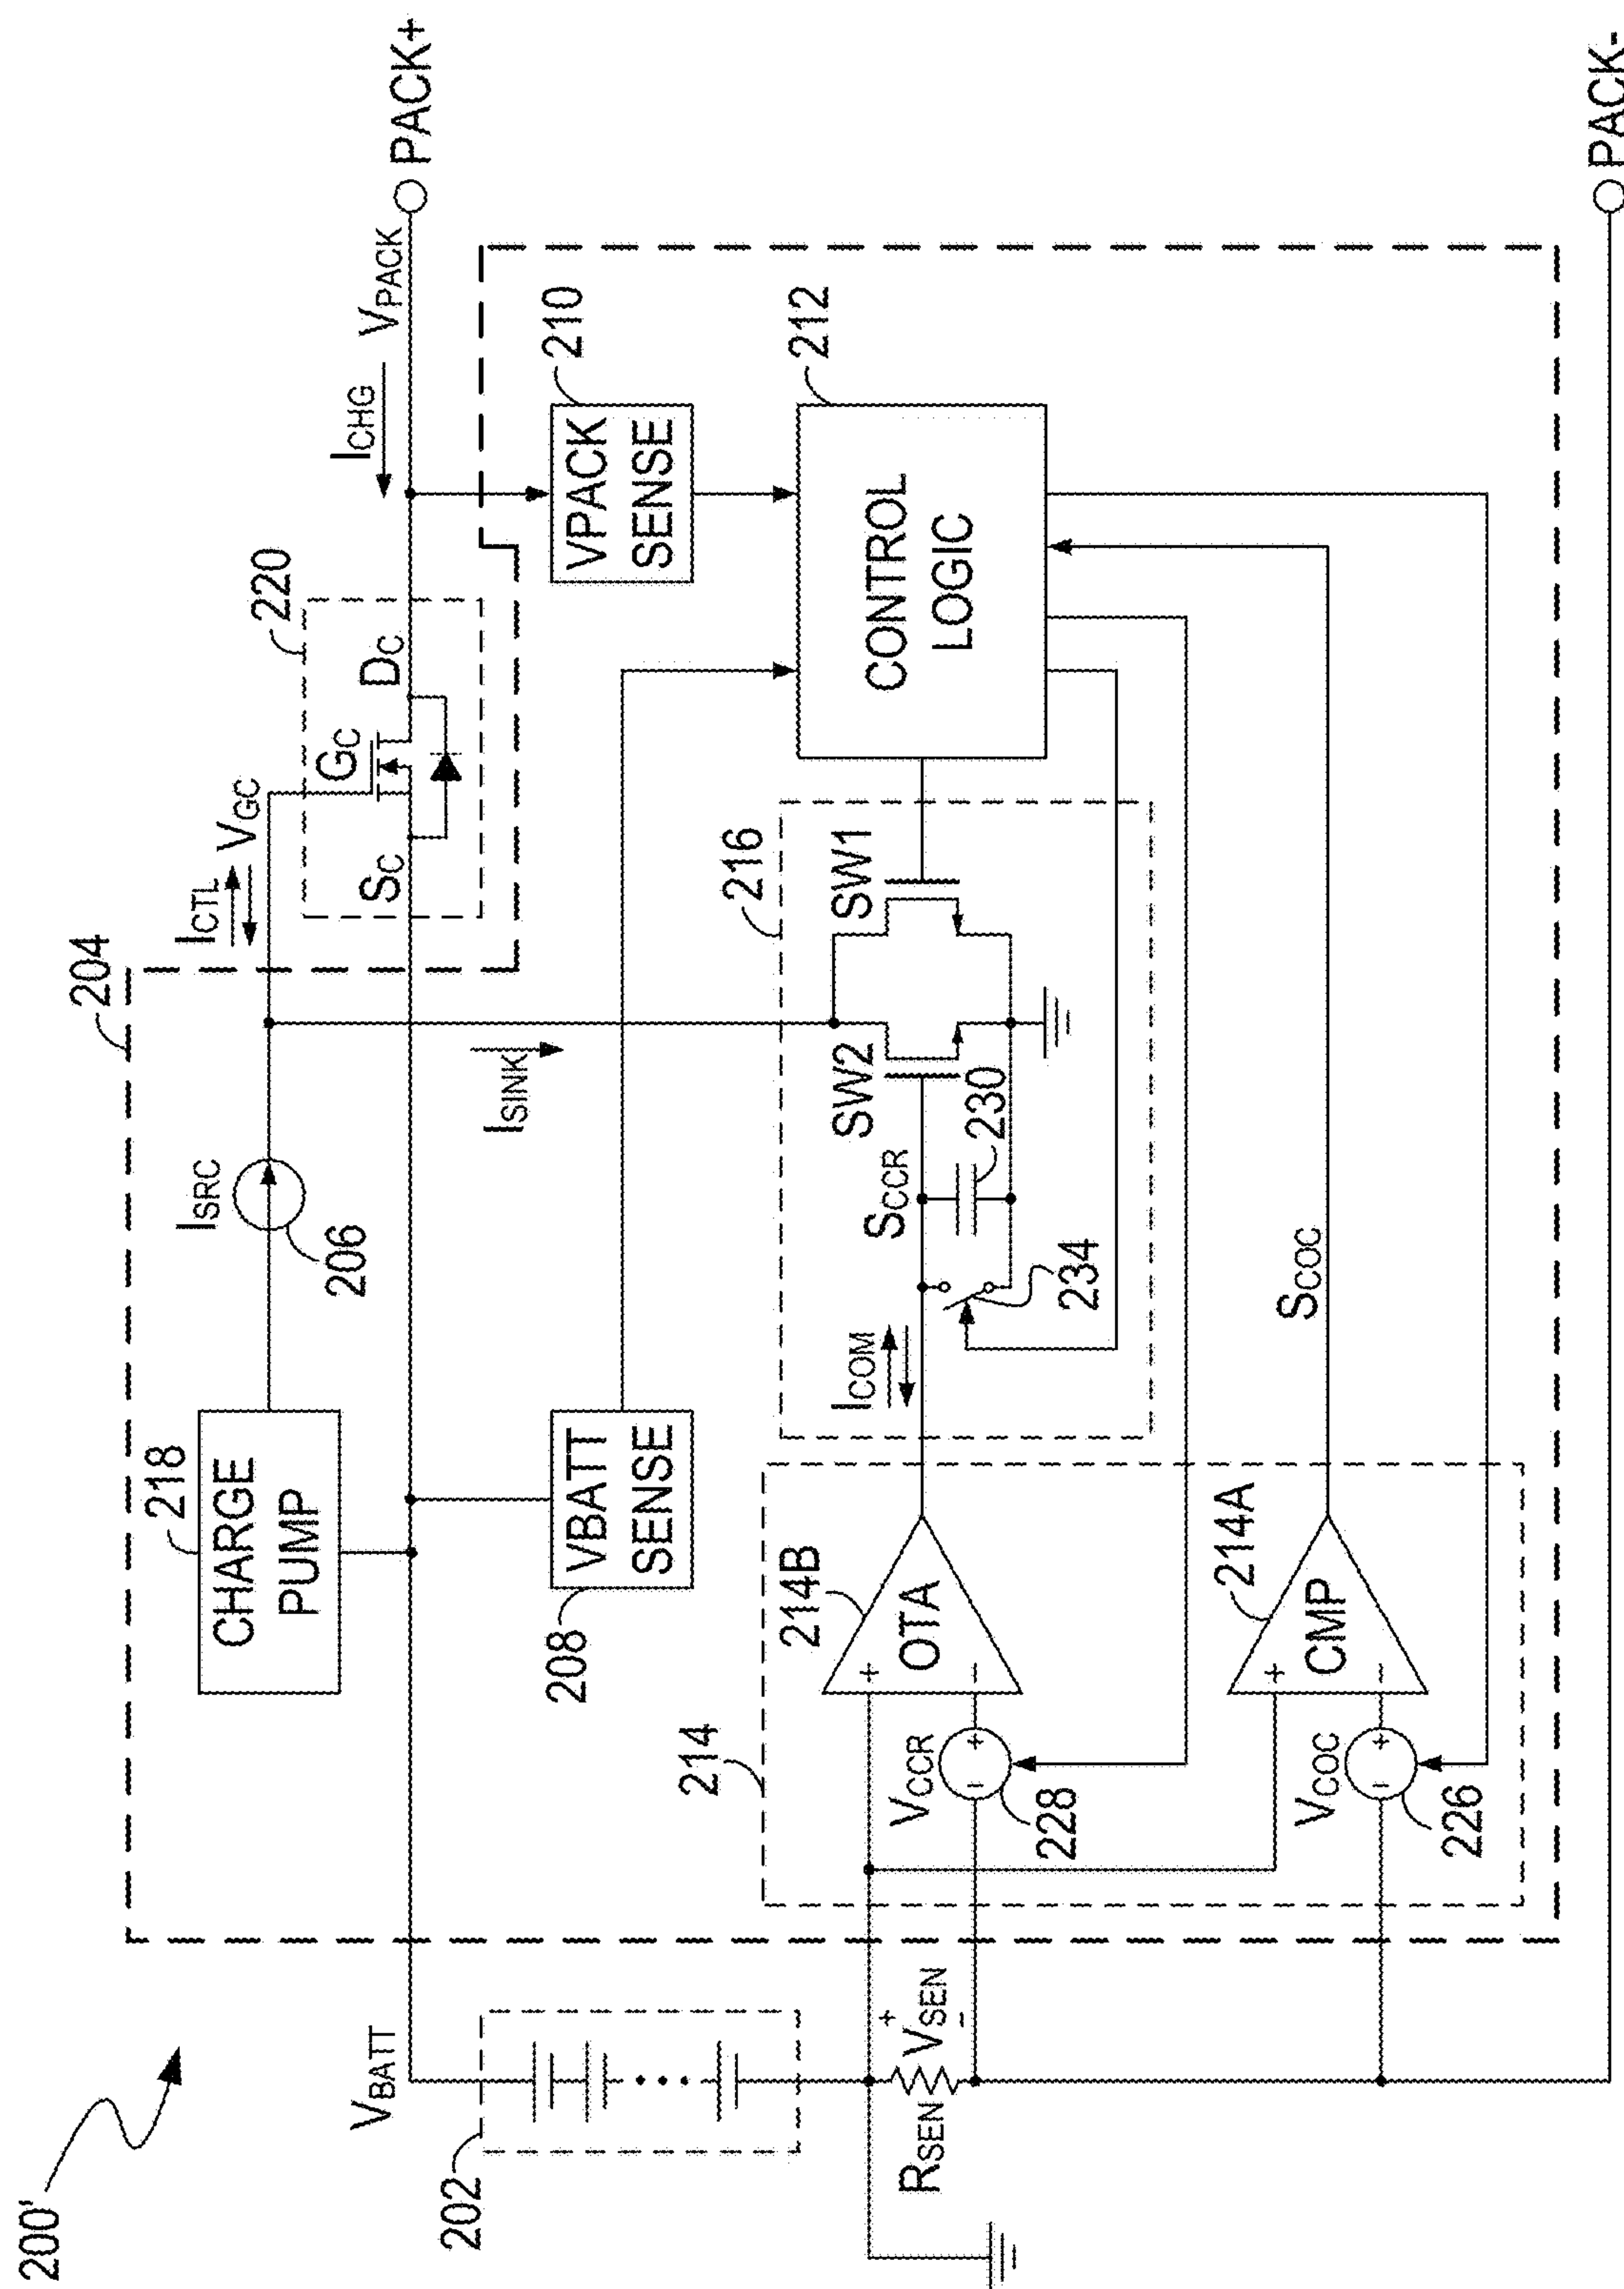 200'
204
218
CHARGE
PUMP
ISRC
206
ICTL
VGC
220
GC
SC
DC
ICHG
VPACK
PACK+
VBATT
202
208
VBATT
SENSE
ISINK
VPACK
SENSE
210
216
SW2
SW1
230
SCCR
ICOM
234
CONTROL
LOGIC
212
214
214B
+
OTA
-
VCCR
- +
228
214A
+
CMP
-
VCOC
- +
226
SCOC
RSEN
+
VSEN
-
PACK-